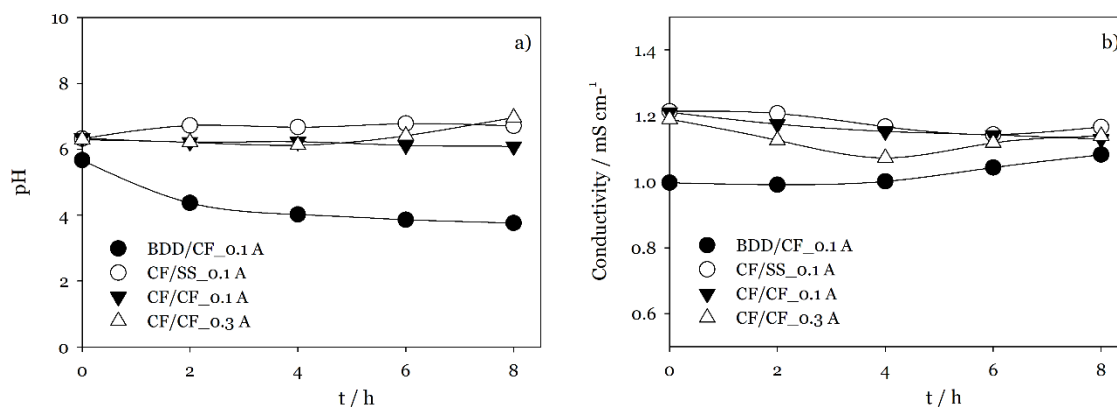 a)
pH
10
8
6
4
2
0
BDD/CF_0.1 A
CF/SS_0.1 A
CF/CF_0.1 A
CF/CF_0.3 A
0 2 4 6 8
t / h
b)
Conductivity / mS cm-1
1.4
1.2
1.0
0.8
0.6
BDD/CF_0.1 A
CF/SS_0.1 A
CF/CF_0.1 A
CF/CF_0.3 A
0 2 4 6 8
t / h